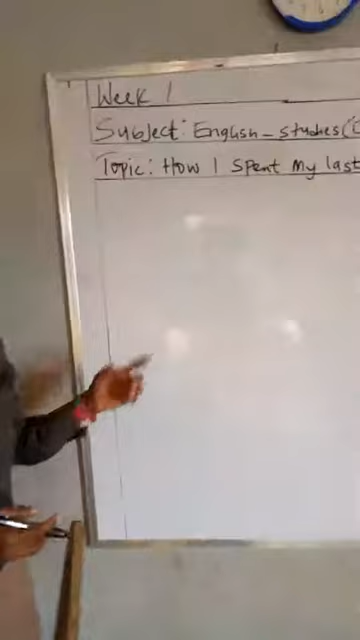 Week 1
Subject: English - studies (
Topic: How I spent my last